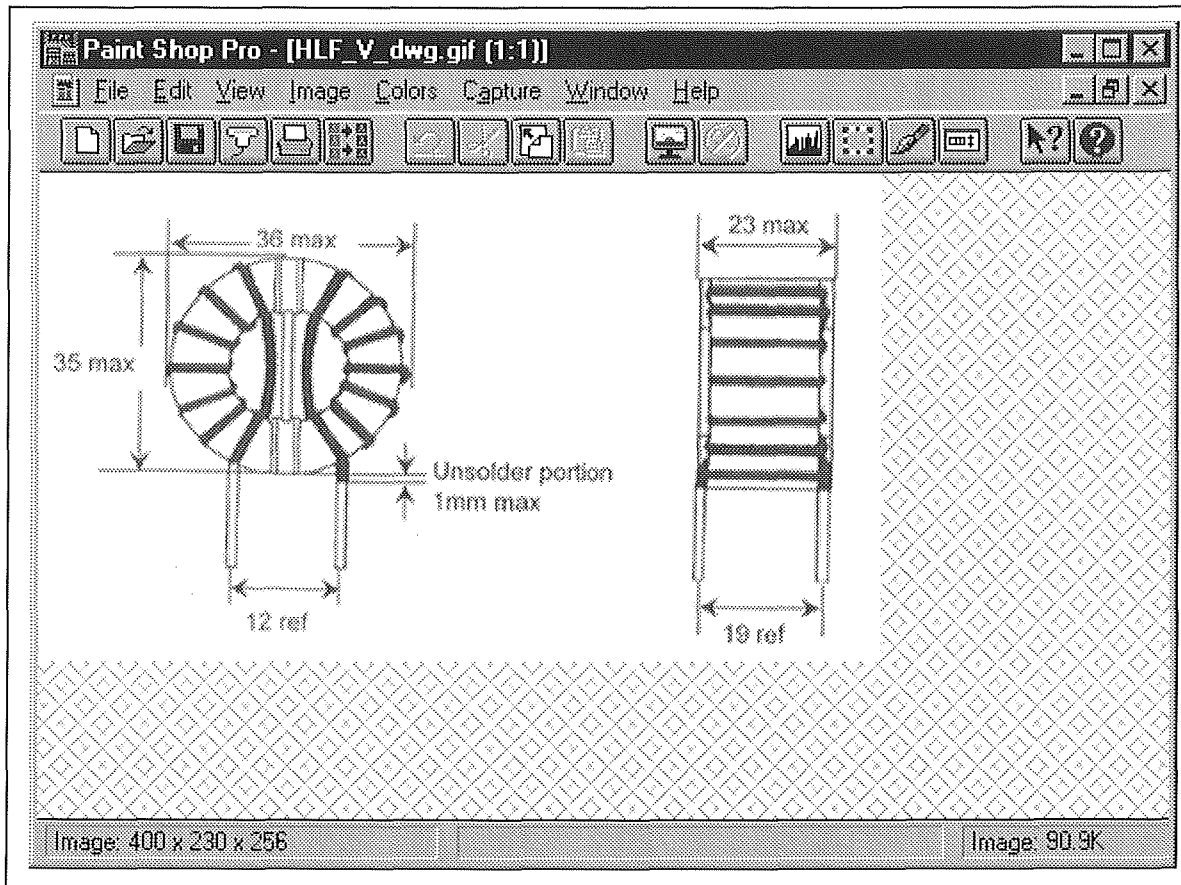 Paint Shop Pro - [HLF_V_dwg.gif (1:1)]
File Edit View Image Colors Capture Window Help
36 max
23 max
35 max
Unsolder portion
1mm max
12 ref
19 ref
Image: 400 x 230 x 256
Image: 90.9K